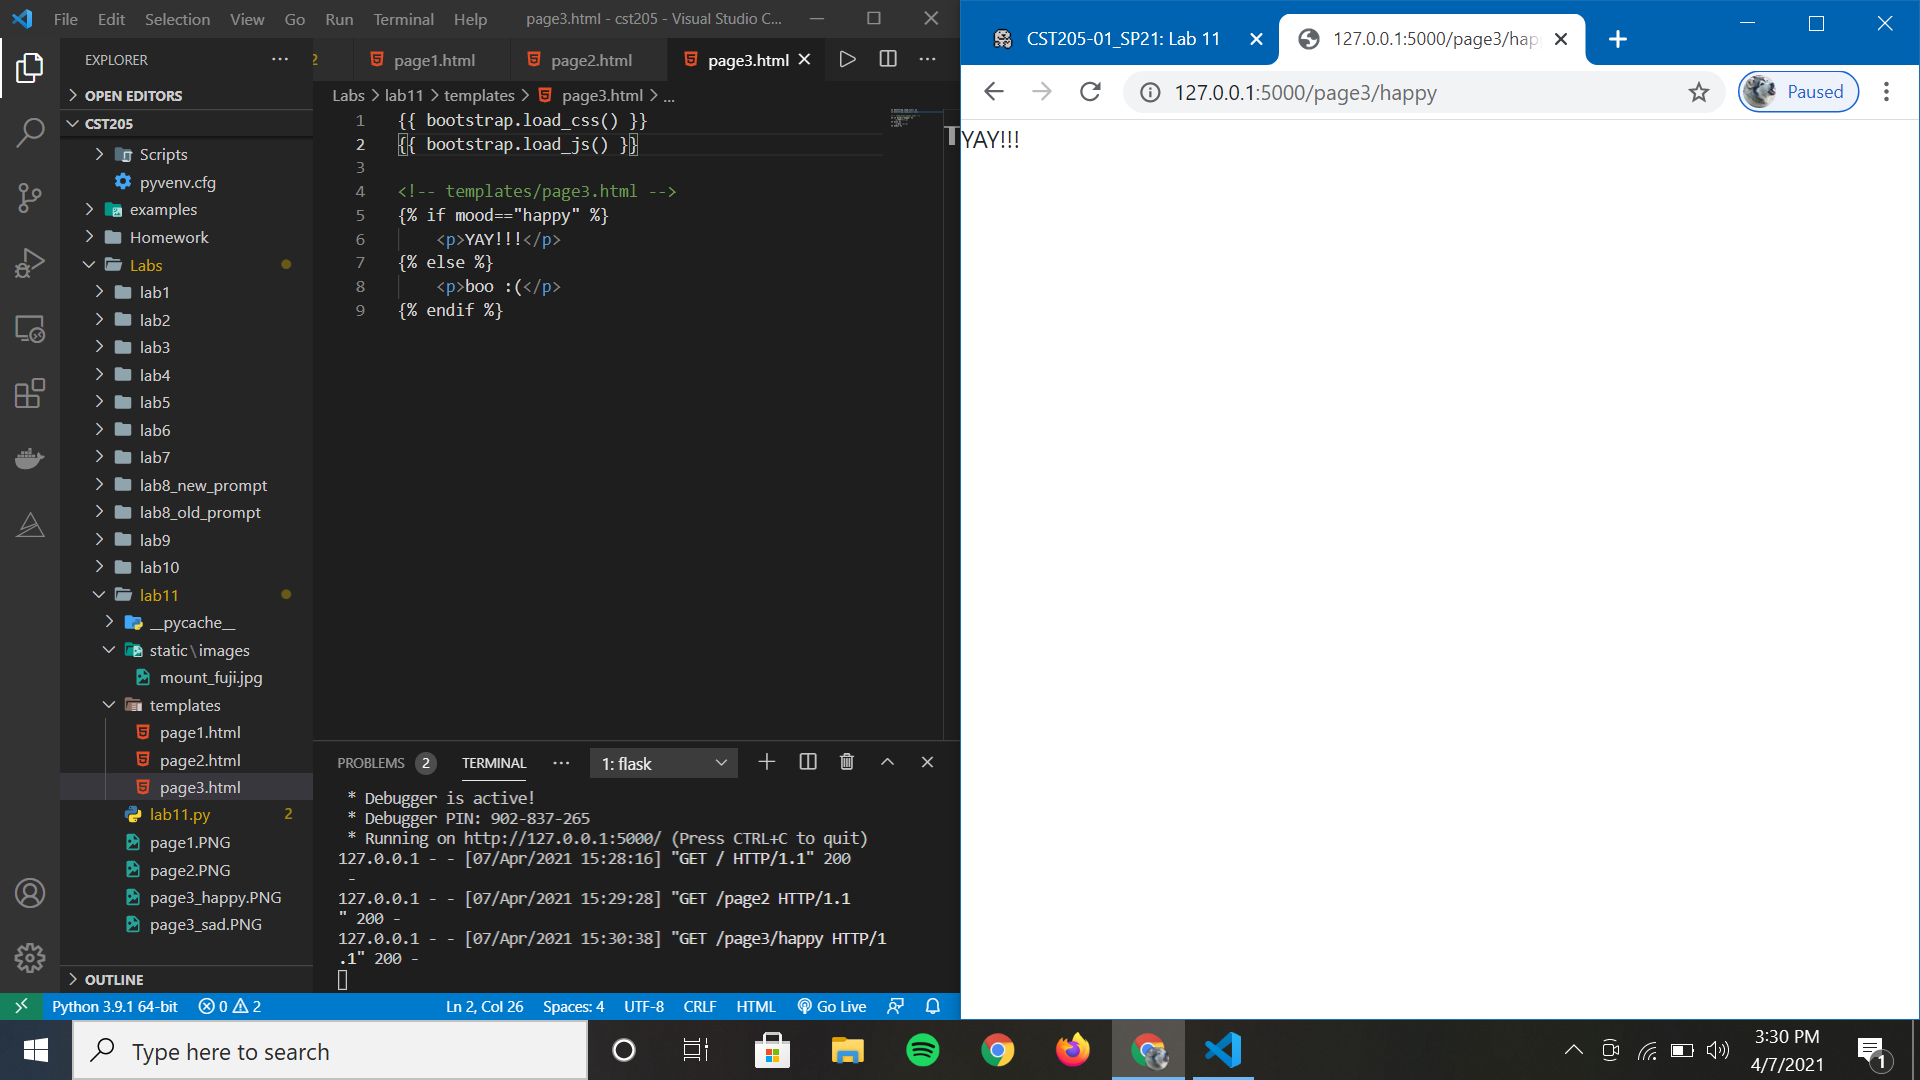 File Edit Selection View Go Run Terminal Help page3.html - cst205 - Visual Studio C...
EXPLORER
OPEN EDITORS
CST205
Scripts
pyvenv.cfg
examples
Homework
Labs
lab1
lab2
lab3
lab4
lab5
lab6
lab7
lab8_new_prompt
lab8_old_prompt
lab9
lab10
lab11
__pycache__
static\images
mount_fuji.jpg
templates
page1.html
page2.html
page3.html
lab11.py 2
page1.PNG
page2.PNG
page3_happy.PNG
page3_sad.PNG
OUTLINE
2 page1.html page2.html page3.html
Labs > lab11 > templates > page3.html > ...
1 {{ bootstrap.load_css() }}
2 {{ bootstrap.load_js() }}
3
4 <!-- templates/page3.html -->
5 {% if mood=="happy" %}
6 <p>YAY!!!</p>
7 {% else %}
8 <p>boo :(</p>
9 {% endif %}
PROBLEMS 2 TERMINAL ... 1: flask
* Debugger is active!
* Debugger PIN: 902-837-265
* Running on http://127.0.0.1:5000/ (Press CTRL+C to quit)
127.0.0.1 - - [07/Apr/2021 15:28:16] "GET / HTTP/1.1" 200
-
127.0.0.1 - - [07/Apr/2021 15:29:28] "GET /page2 HTTP/1.1
" 200 -
127.0.0.1 - - [07/Apr/2021 15:30:38] "GET /page3/happy HTTP/1
.1" 200 -
Python 3.9.1 64-bit 0 2 Ln 2, Col 26 Spaces: 4 UTF-8 CRLF HTML Go Live
CST205-01_SP21: Lab 11 127.0.0.1:5000/page3/hap
127.0.0.1:5000/page3/happy Paused
YAY!!!
Type here to search
3:30 PM
4/7/2021
1